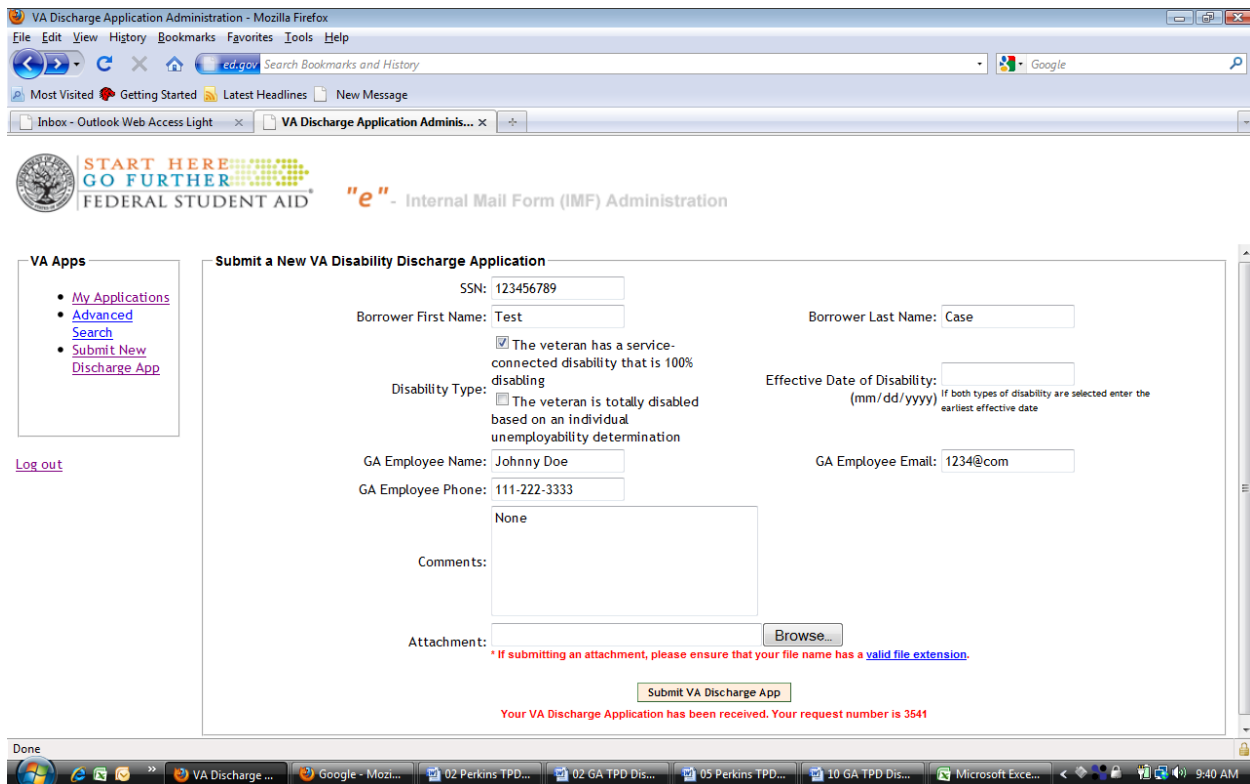 VA Discharge Application Administration - Mozilla Firefox
File Edit View History Bookmarks Favorites Tools Help
ed.gov Search Bookmarks and History
Google
Most Visited Getting Started Latest Headlines New Message
Inbox - Outlook Web Access Light
VA Discharge Application Adminis...
START HERE
GO FURTHER
FEDERAL STUDENT AID
"e"- Internal Mail Form (IMF) Administration
VA Apps
My Applications
Advanced
Search
Submit New
Discharge App
Log out
Submit a New VA Disability Discharge Application
SSN: 123456789
Borrower First Name: Test
Borrower Last Name: Case
Disability Type:
The veteran has a service-
connected disability that is 100%
disabling
The veteran is totally disabled
based on an individual
unemployability determination
Effective Date of Disability:
(mm/dd/yyyy)
If both types of disability are selected enter the
earliest effective date
GA Employee Name: Johnny Doe
GA Employee Email: 1234@com
GA Employee Phone: 111-222-3333
Comments:
None
Attachment:
Browse...
* If submitting an attachment, please ensure that your file name has a valid file extension.
Submit VA Discharge App
Your VA Discharge Application has been received. Your request number is 3541
Done
VA Discharge ...
Google - Mozi...
02 Perkins TPD...
02 GA TPD Dis...
05 Perkins TPD...
10 GA TPD Dis...
Microsoft Exce...
9:40 AM